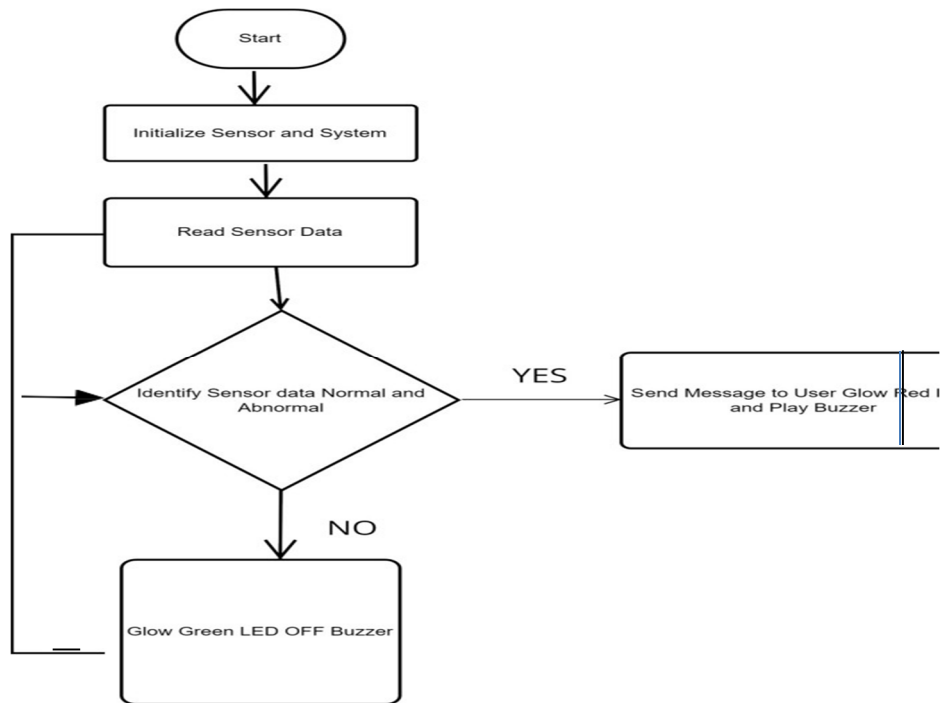 Start
Initialize Sensor and System
Read Sensor Data
Identify Sensor data Normal and
Abnormal
YES
Send Message to User Glow Red
and Play Buzzer
NO
Glow Green LED OFF Buzzer